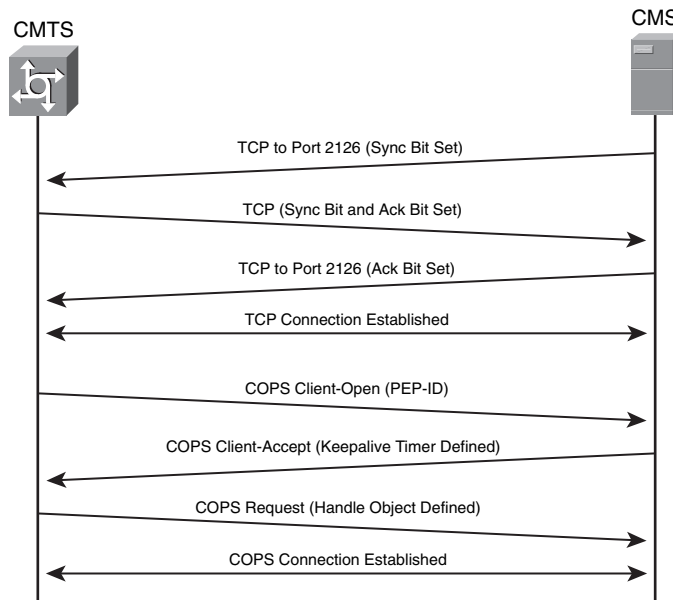 CMTS
CMS
TCP to Port 2126 (Sync Bit Set)
TCP (Sync Bit and Ack Bit Set)
TCP to Port 2126 (Ack Bit Set)
TCP Connection Established
COPS Client-Open (PEP-ID)
COPS Client-Accept (Keepalive Timer Defined)
COPS Request (Handle Object Defined)
COPS Connection Established